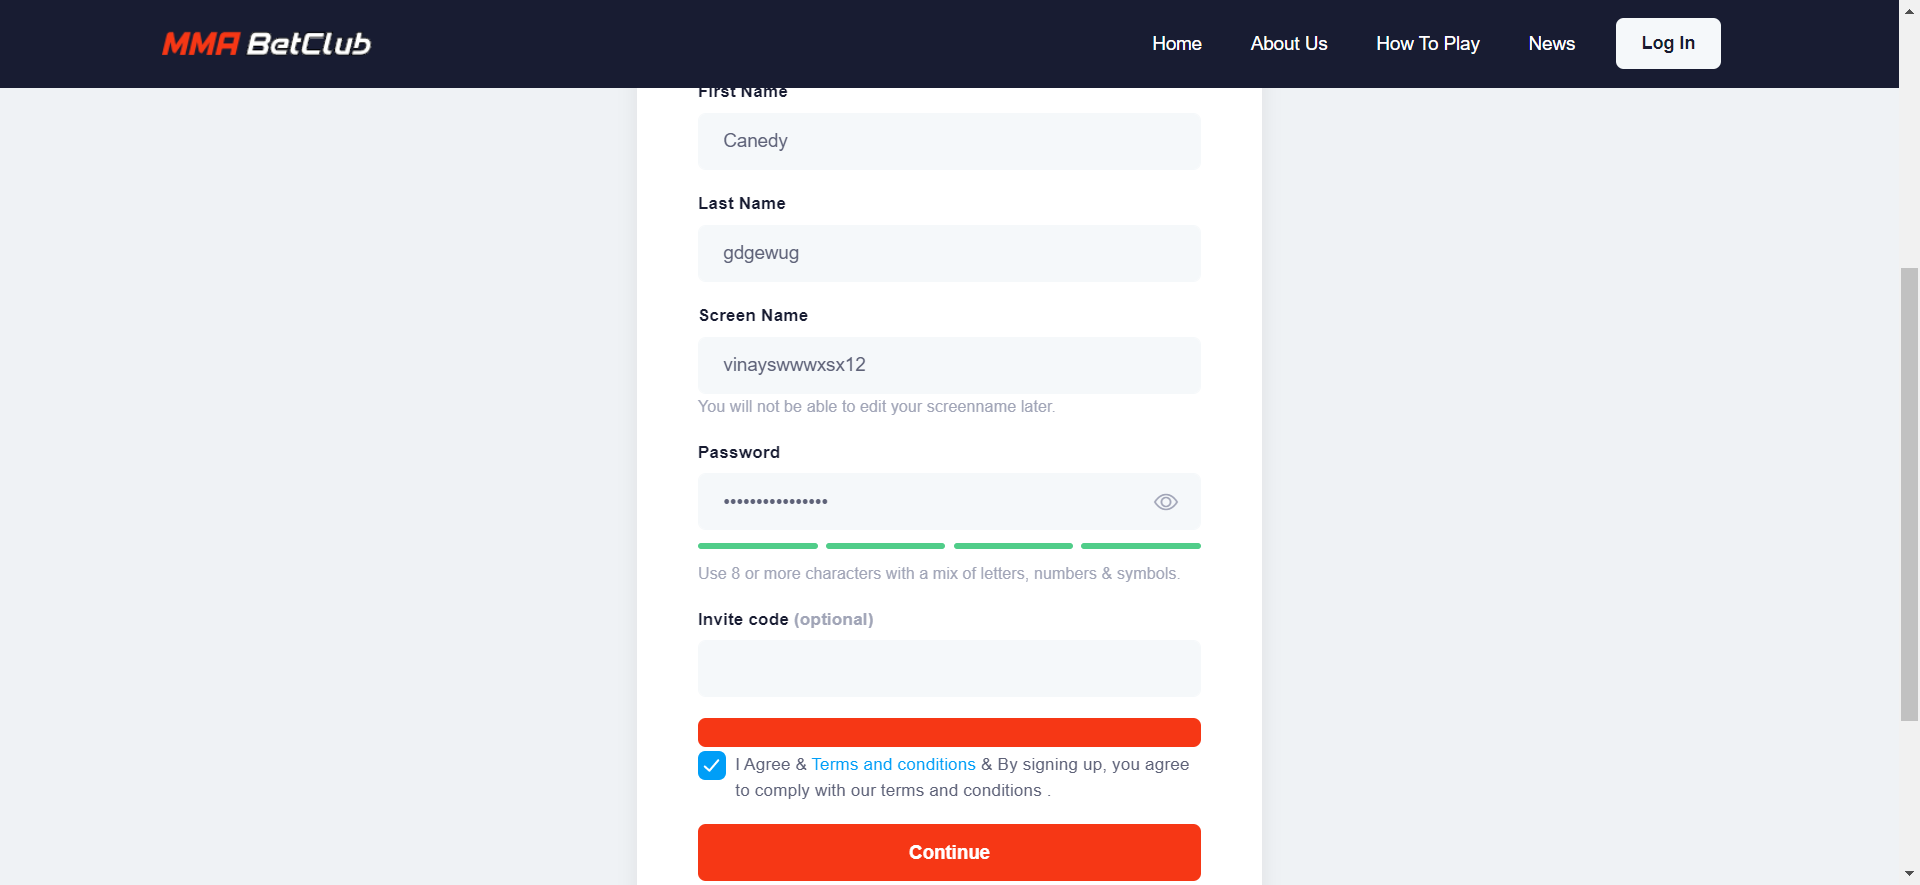 MMA BetClub
Home
About Us
How To Play
News
Log In
First Name
Canedy
Last Name
gdgewug
Screen Name
vinayswwwxsx12
You will not be able to edit your screenname later.
Password
••••••••••••••••
Use 8 or more characters with a mix of letters, numbers & symbols.
Invite code (optional)
I Agree & Terms and conditions & By signing up, you agree
to comply with our terms and conditions .
Continue